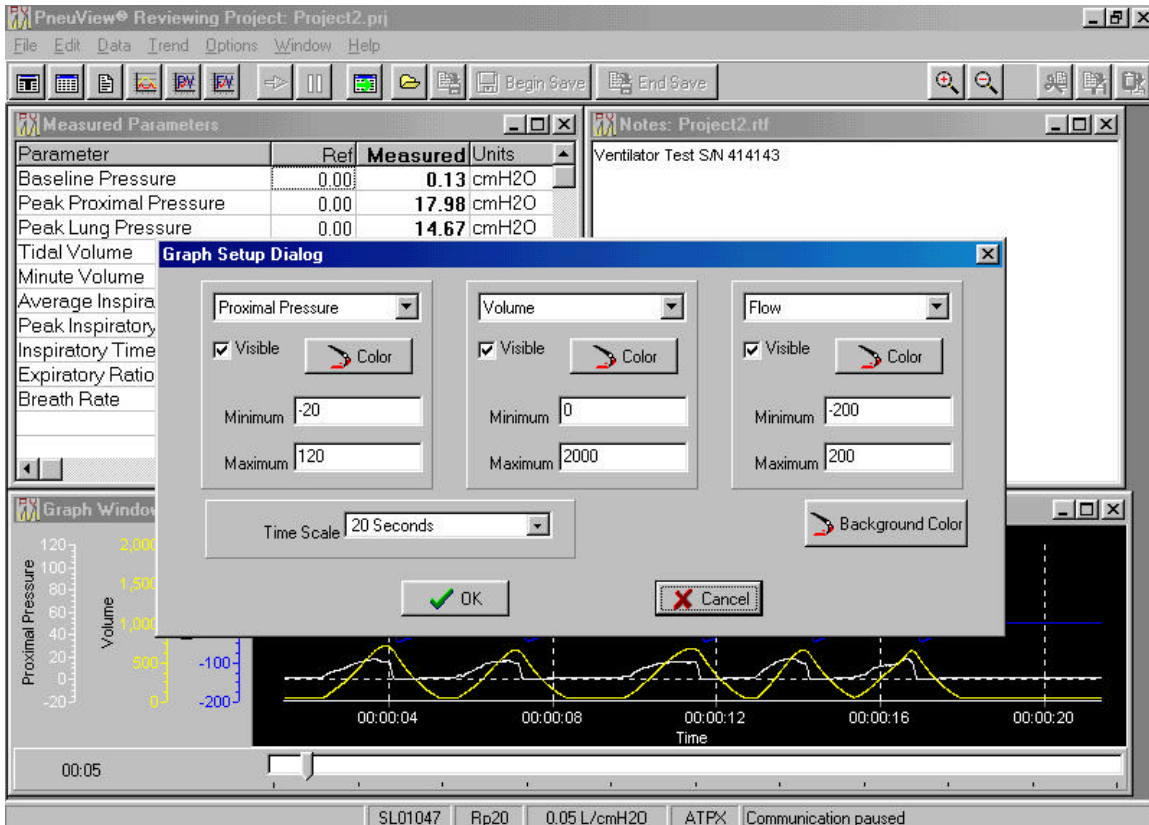 PneuView® Reviewing Project: Project2.prj
File Edit Data Trend Options Window Help
PV FV Begin Save End Save
Measured Parameters
Parameter Ref Measured Units
Baseline Pressure 0.00 0.13 cmH2O
Peak Proximal Pressure 0.00 17.98 cmH2O
Peak Lung Pressure 0.00 14.67 cmH2O
Tidal Volume
Minute Volume
Average Inspira
Peak Inspiratory
Inspiratory Time
Expiratory Ratio
Breath Rate
Notes: Project2.rtf
Ventilator Test S/N 414143
Graph Setup Dialog
Proximal Pressure Volume Flow
Visible Color Visible Color Visible Color
Minimum -20 Minimum 0 Minimum -200
Maximum 120 Maximum 2000 Maximum 200
Time Scale 20 Seconds Background Color
OK Cancel
Graph Window
Proximal Pressure
120
100
80
60
40
20
0
-20
Volume
2,000
1,500
1,000
500
0
-100
-200
00:00:04 00:00:08 00:00:12 00:00:16 00:00:20
Time
00:05
SL01047 Rp20 0.05 L/cmH20 ATPX Communication paused